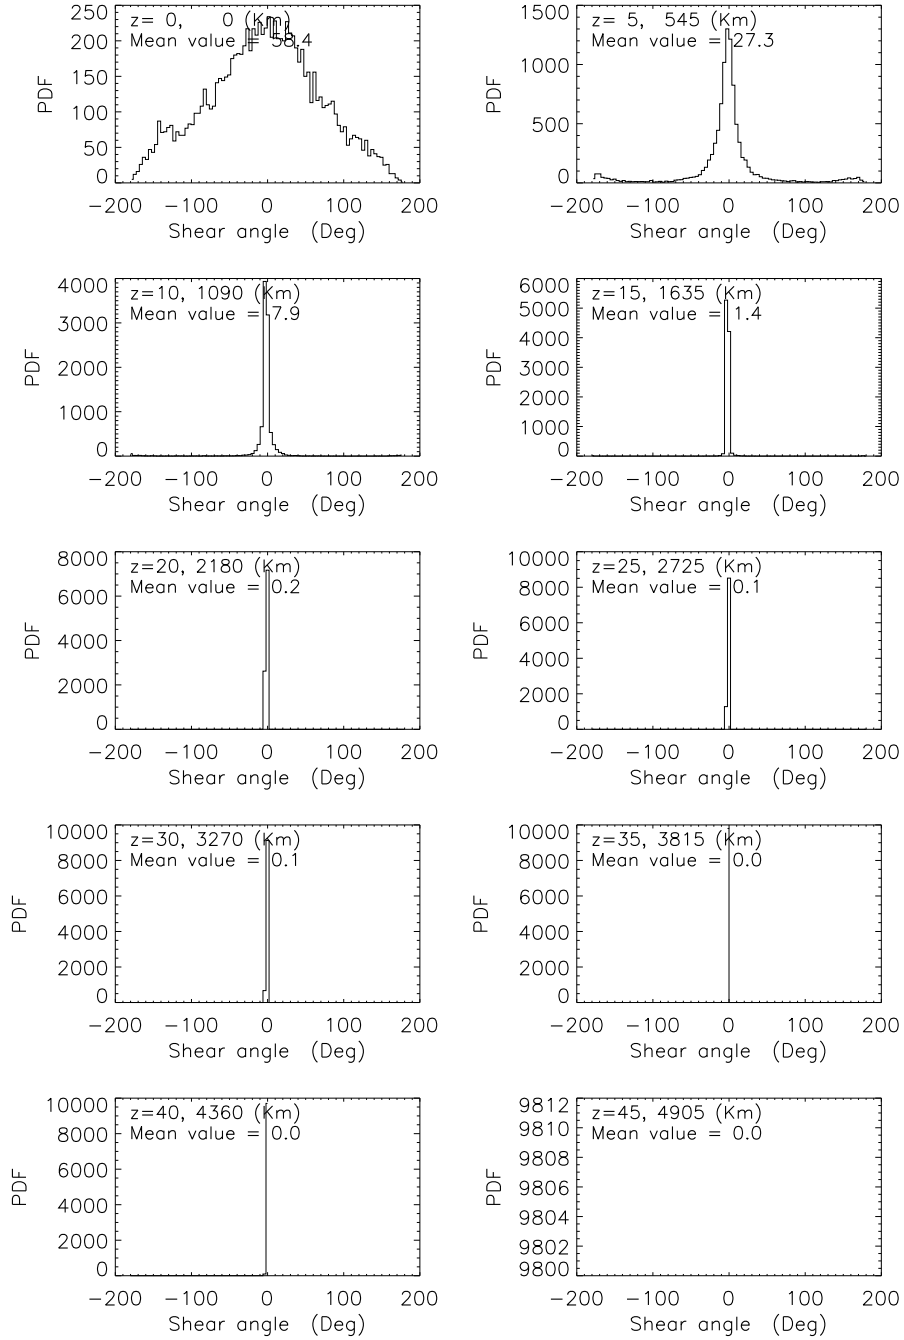 z= 0,    0 (Km)
Mean value = 58.4
250
200
150
100
50
0
PDF
−200 −100 0 100 200
Shear angle (Deg)
z= 5,  545 (Km)
Mean value = 27.3
1500
1000
500
0
PDF
−200 −100 0 100 200
Shear angle (Deg)
z=10, 1090 (Km)
Mean value = 7.9
4000
3000
2000
1000
0
PDF
−200 −100 0 100 200
Shear angle (Deg)
z=15, 1635 (Km)
Mean value = 1.4
6000
5000
4000
3000
2000
1000
0
PDF
−200 −100 0 100 200
Shear angle (Deg)
z=20, 2180 (Km)
Mean value = 0.2
8000
6000
4000
2000
0
PDF
−200 −100 0 100 200
Shear angle (Deg)
z=25, 2725 (Km)
Mean value = 0.1
10000
8000
6000
4000
2000
0
PDF
−200 −100 0 100 200
Shear angle (Deg)
z=30, 3270 (Km)
Mean value = 0.1
10000
8000
6000
4000
2000
0
PDF
−200 −100 0 100 200
Shear angle (Deg)
z=35, 3815 (Km)
Mean value = 0.0
10000
8000
6000
4000
2000
0
PDF
−200 −100 0 100 200
Shear angle (Deg)
z=40, 4360 (Km)
Mean value = 0.0
10000
8000
6000
4000
2000
0
PDF
−200 −100 0 100 200
Shear angle (Deg)
z=45, 4905 (Km)
Mean value = 0.0
9812
9810
9808
9806
9804
9802
9800
PDF
−200 −100 0 100 200
Shear angle (Deg)